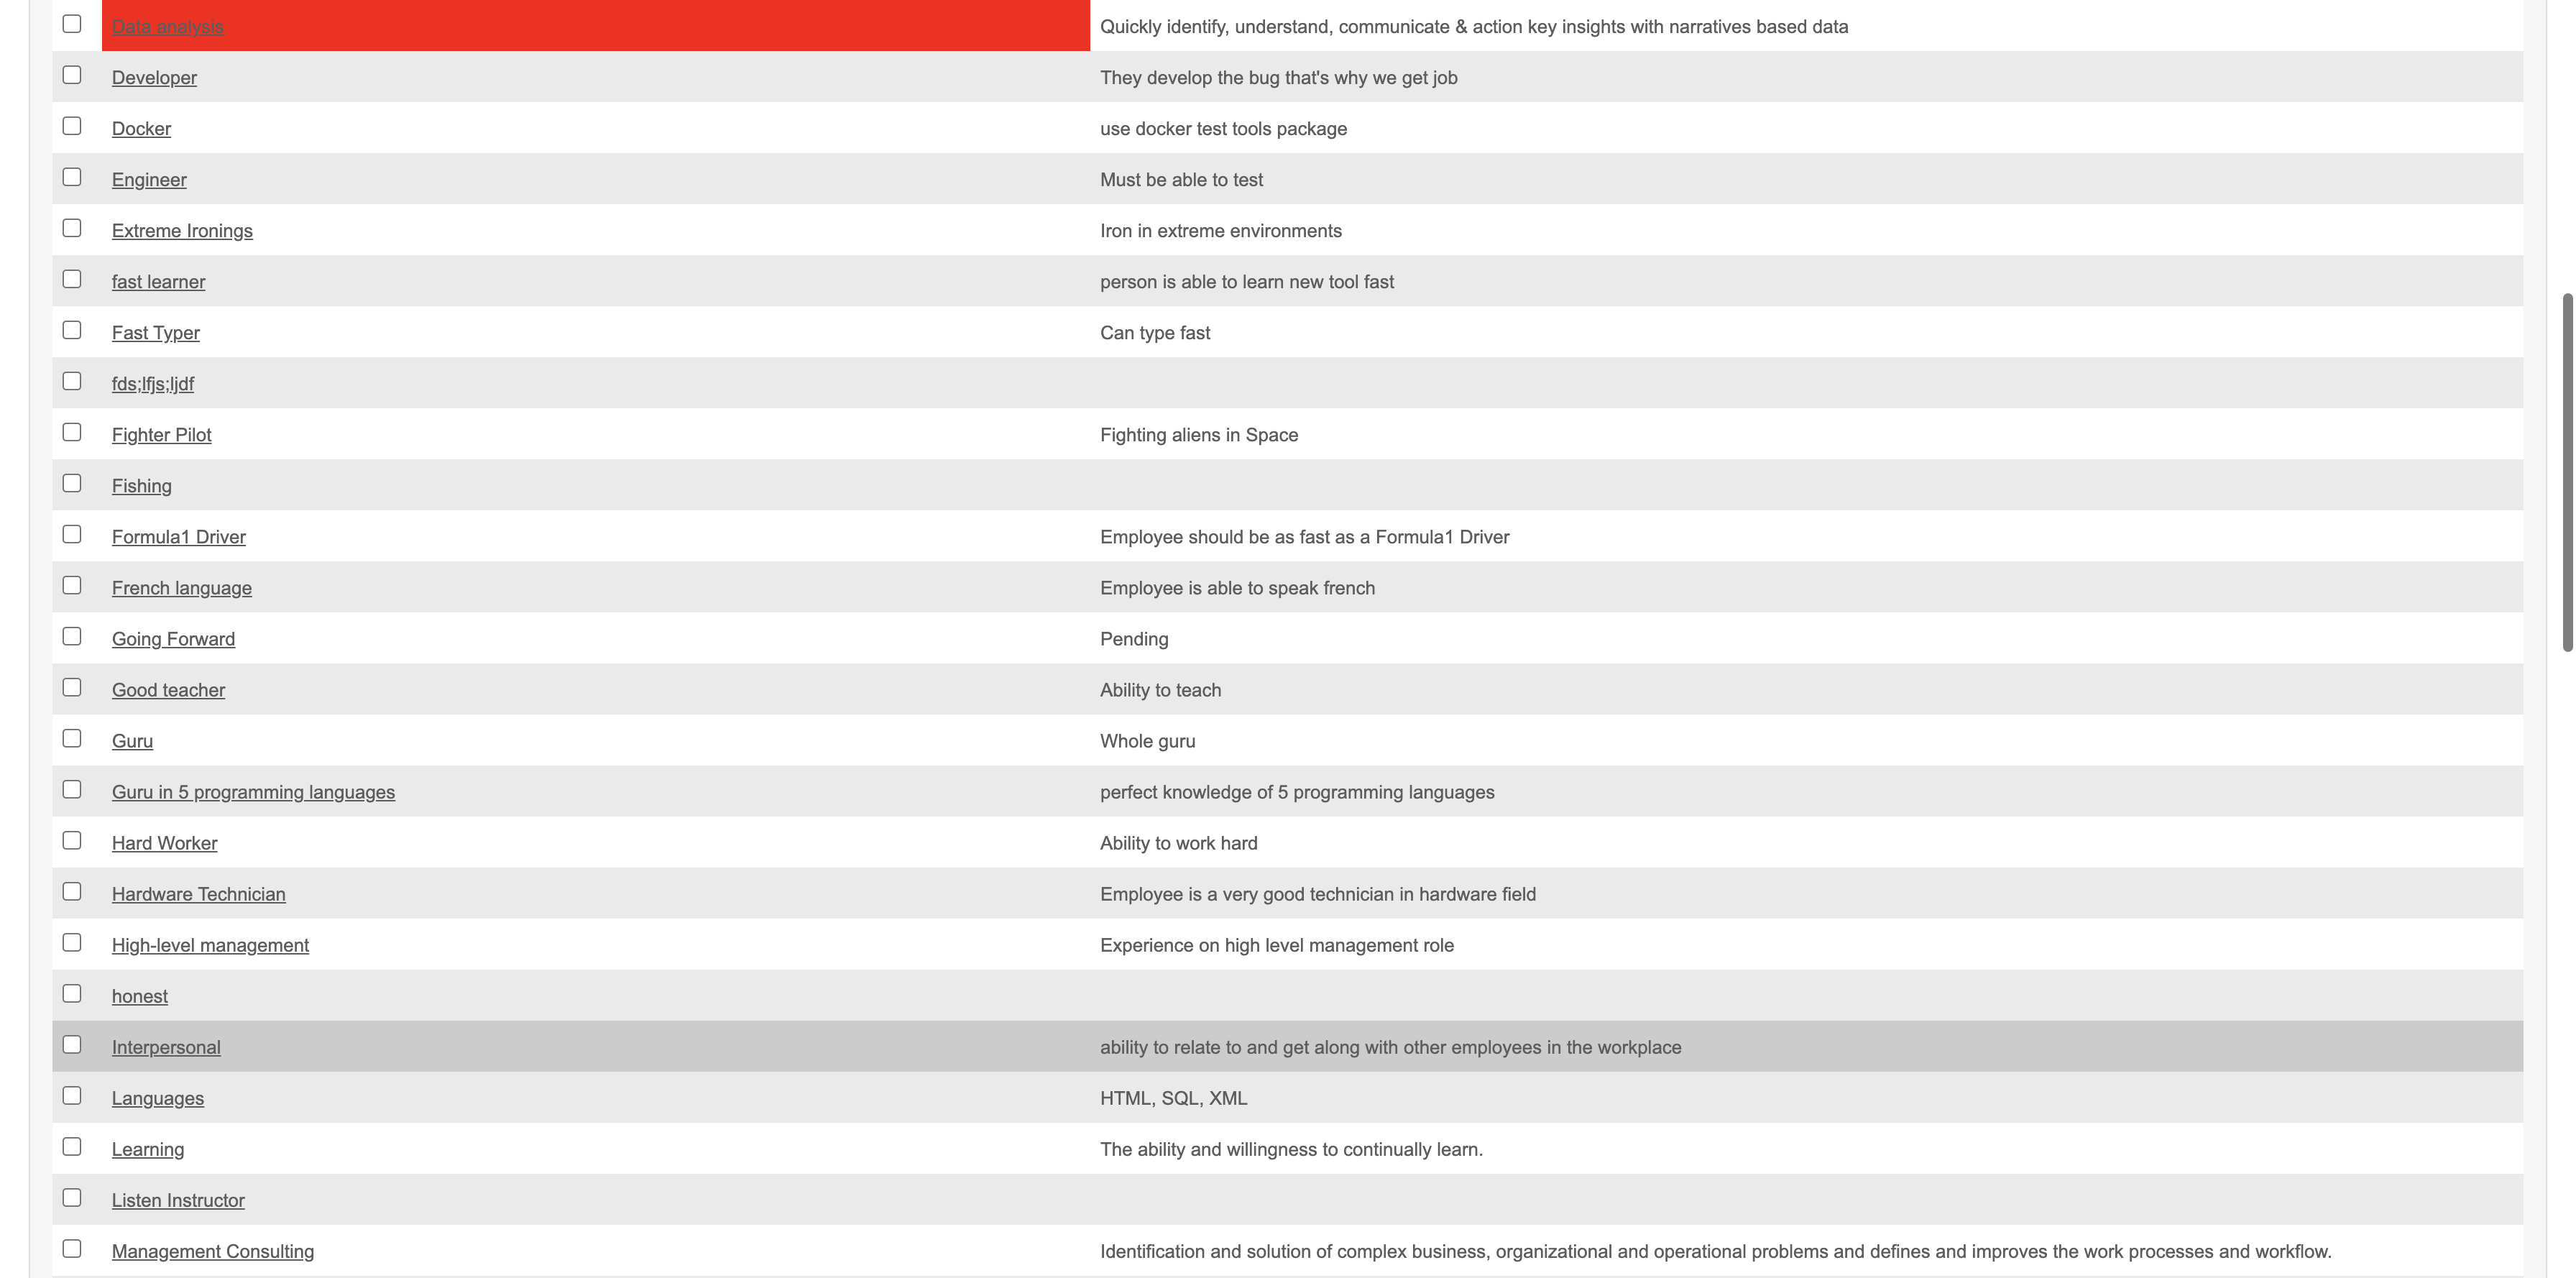 Data analysis Quickly identify, understand, communicate & action key insights with narratives based data
Developer They develop the bug that's why we get job
Docker use docker test tools package
Engineer Must be able to test
Extreme Ironings Iron in extreme environments
fast learner person is able to learn new tool fast
Fast Typer Can type fast
fds;lfjs;ljdf
Fighter Pilot Fighting aliens in Space
Fishing
Formula1 Driver Employee should be as fast as a Formula1 Driver
French language Employee is able to speak french
Going Forward Pending
Good teacher Ability to teach
Guru Whole guru
Guru in 5 programming languages perfect knowledge of 5 programming languages
Hard Worker Ability to work hard
Hardware Technician Employee is a very good technician in hardware field
High-level management Experience on high level management role
honest
Interpersonal ability to relate to and get along with other employees in the workplace
Languages HTML, SQL, XML
Learning The ability and willingness to continually learn.
Listen Instructor
Management Consulting Identification and solution of complex business, organizational and operational problems and defines and improves the work processes and workflow.